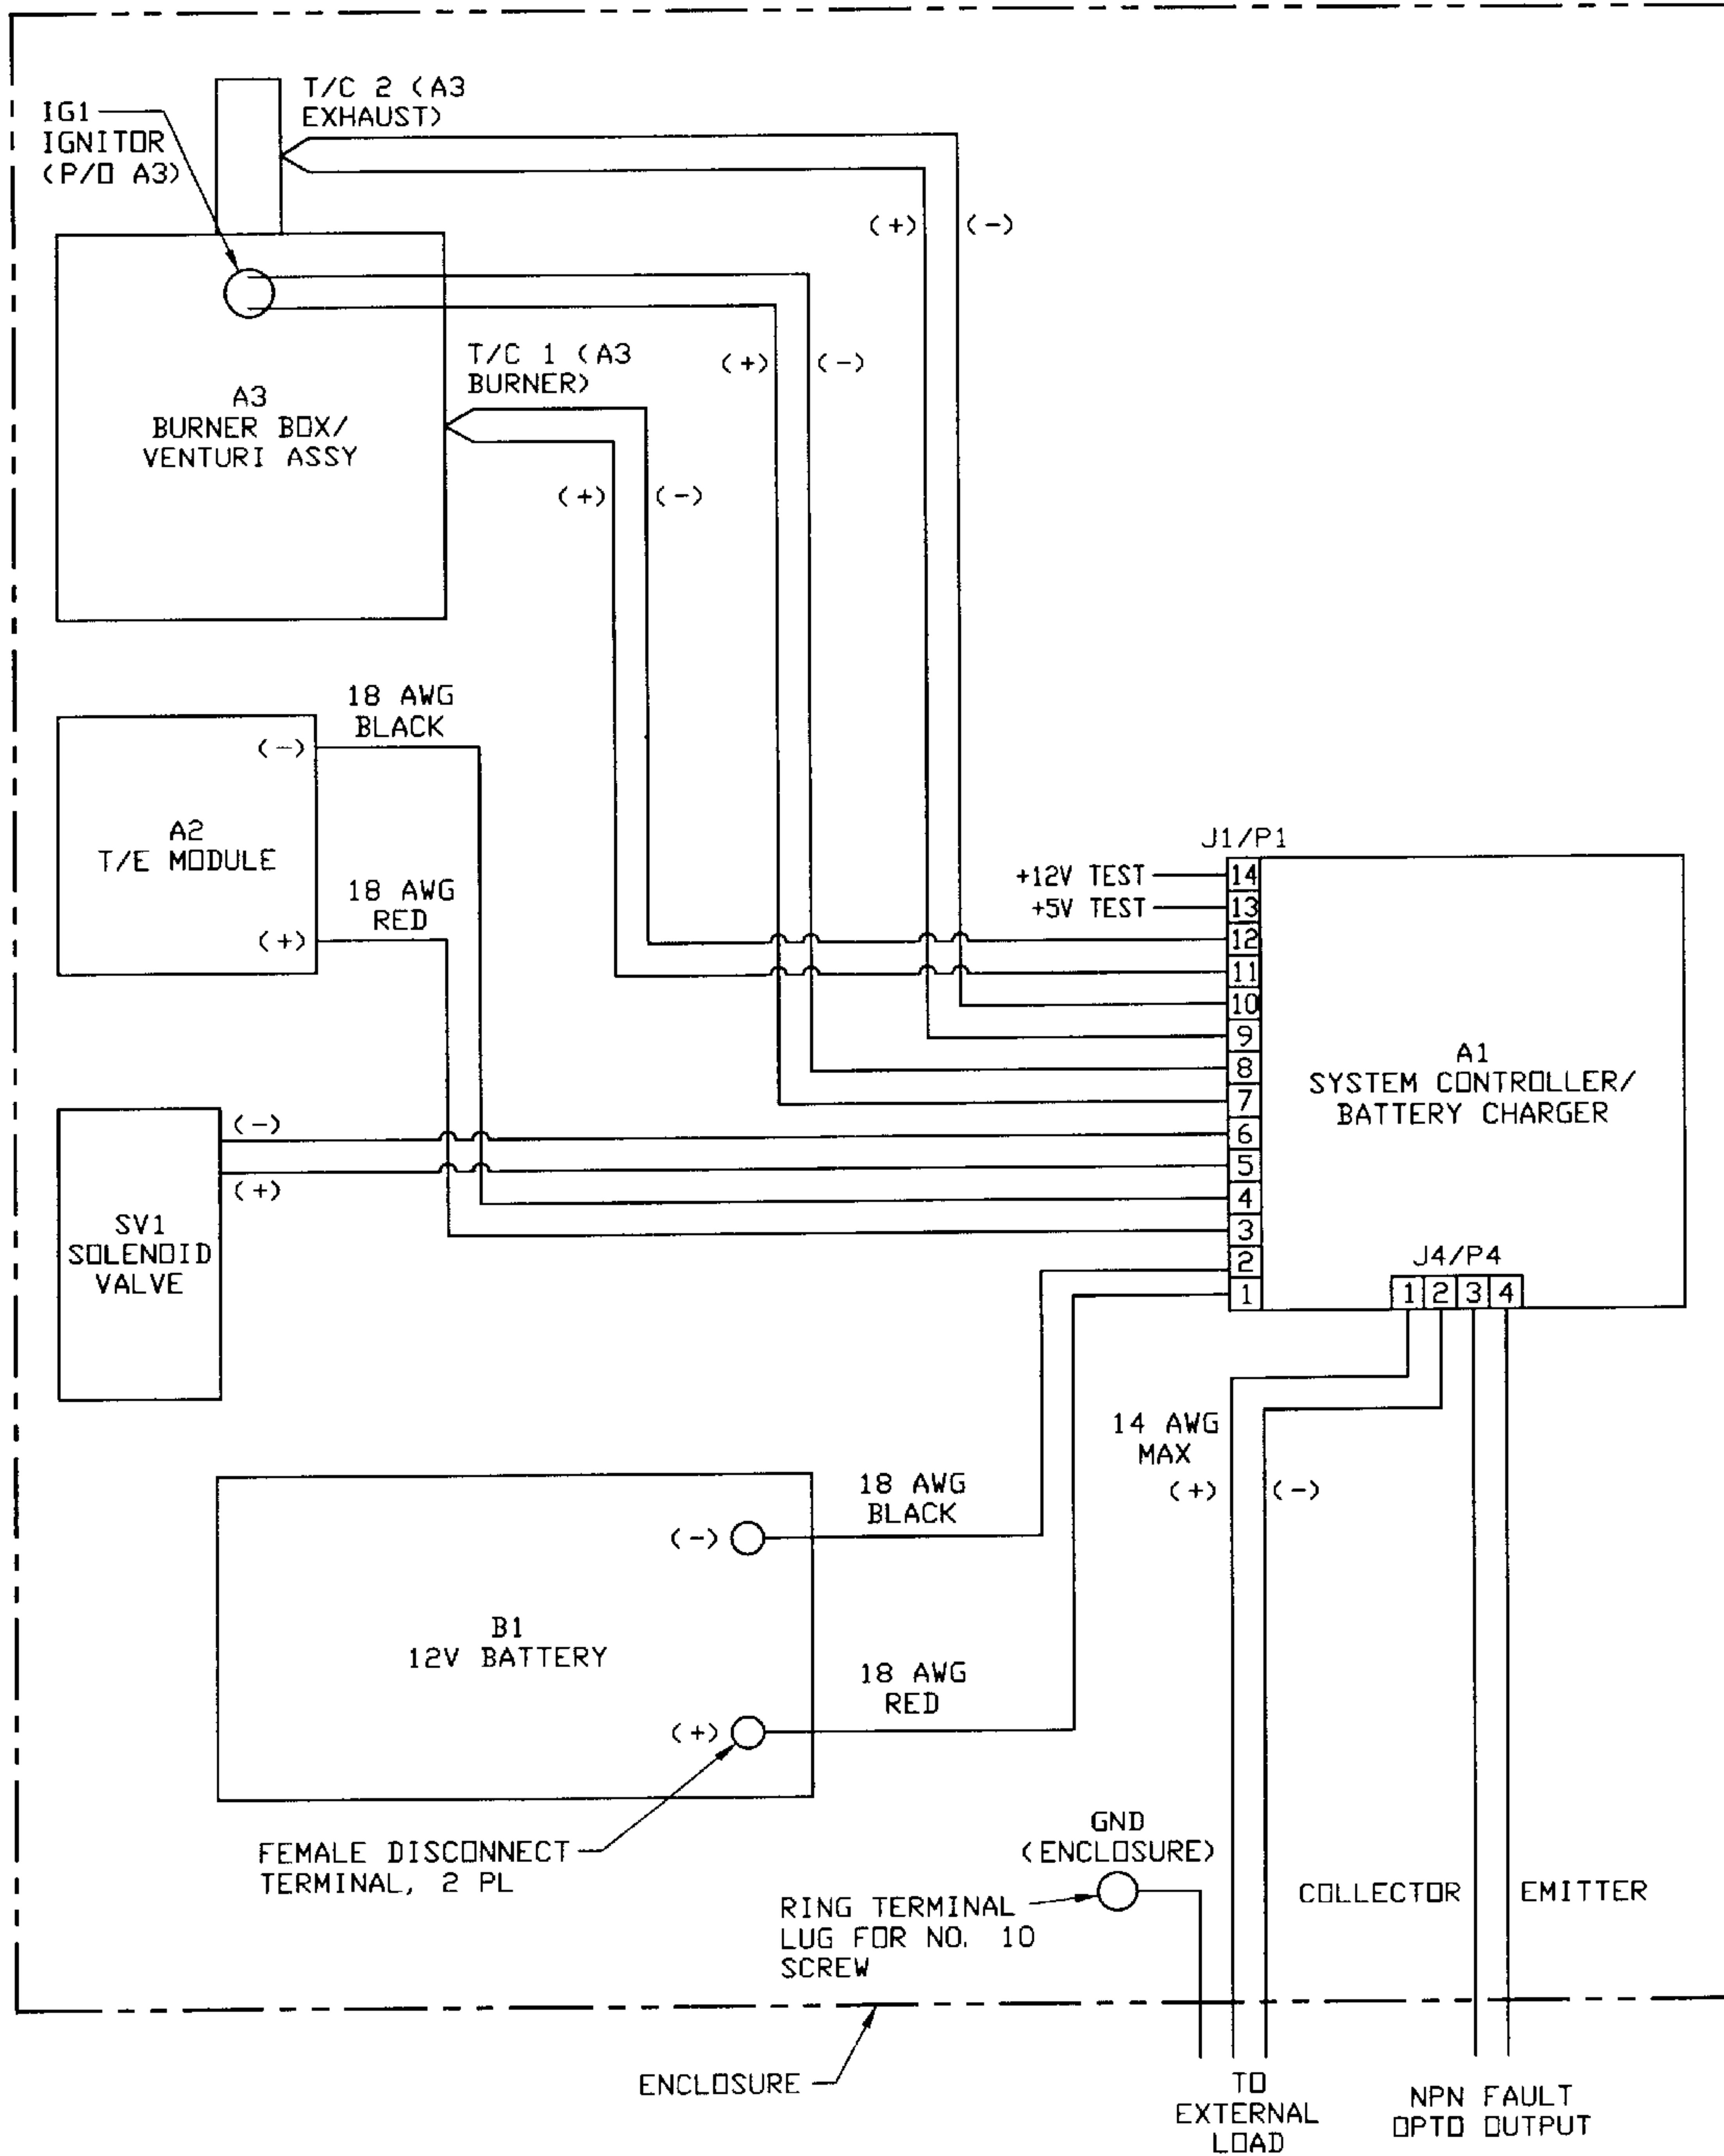 T/C 2 (A3
EXHAUST)
IG1
IGNITOR
(P/O A3)
(+)
(-)
T/C 1 (A3
BURNER)
(+)
(-)
A3
BURNER BOX/
VENTURI ASSY
(+)
(-)
18 AWG
BLACK
(-)
A2
T/E MODULE
18 AWG
RED
(+)
J1/P1
+12V TEST
+5V TEST
14
13
12
11
10
9
8
7
6
5
4
3
2
1
A1
SYSTEM CONTROLLER/
BATTERY CHARGER
(-)
(+)
SV1
SOLENOID
VALVE
J4/P4
1 2 3 4
14 AWG
MAX
(+)
(-)
18 AWG
BLACK
(-)
B1
12V BATTERY
18 AWG
RED
(+)
FEMALE DISCONNECT
TERMINAL, 2 PL
GND
(ENCLOSURE)
RING TERMINAL
LUG FOR NO. 10
SCREW
COLLECTOR
EMITTER
ENCLOSURE
TO
EXTERNAL
LOAD
NPN FAULT
OPTO OUTPUT